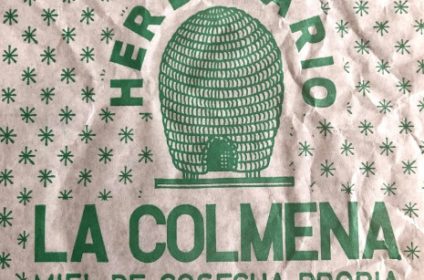 LA COLMENA
MIEL DE COSECHA PROPIA